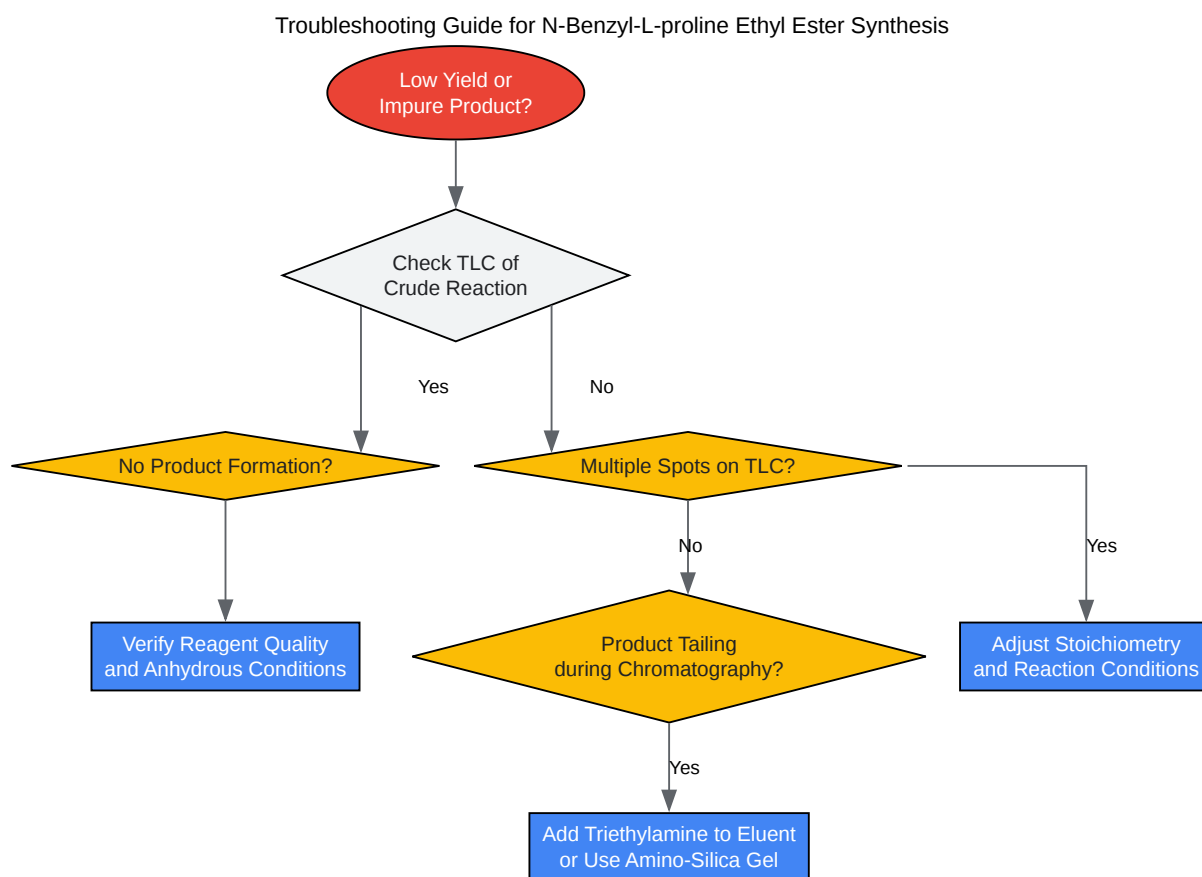 Troubleshooting Guide for N-Benzyl-L-proline Ethyl Ester Synthesis
Low Yield or
Impure Product?
Check TLC of
Crude Reaction
Yes
No
No Product Formation?
Multiple Spots on TLC?
No
Yes
Verify Reagent Quality
and Anhydrous Conditions
Product Tailing
during Chromatography?
Adjust Stoichiometry
and Reaction Conditions
Yes
Add Triethylamine to Eluent
or Use Amino-Silica Gel